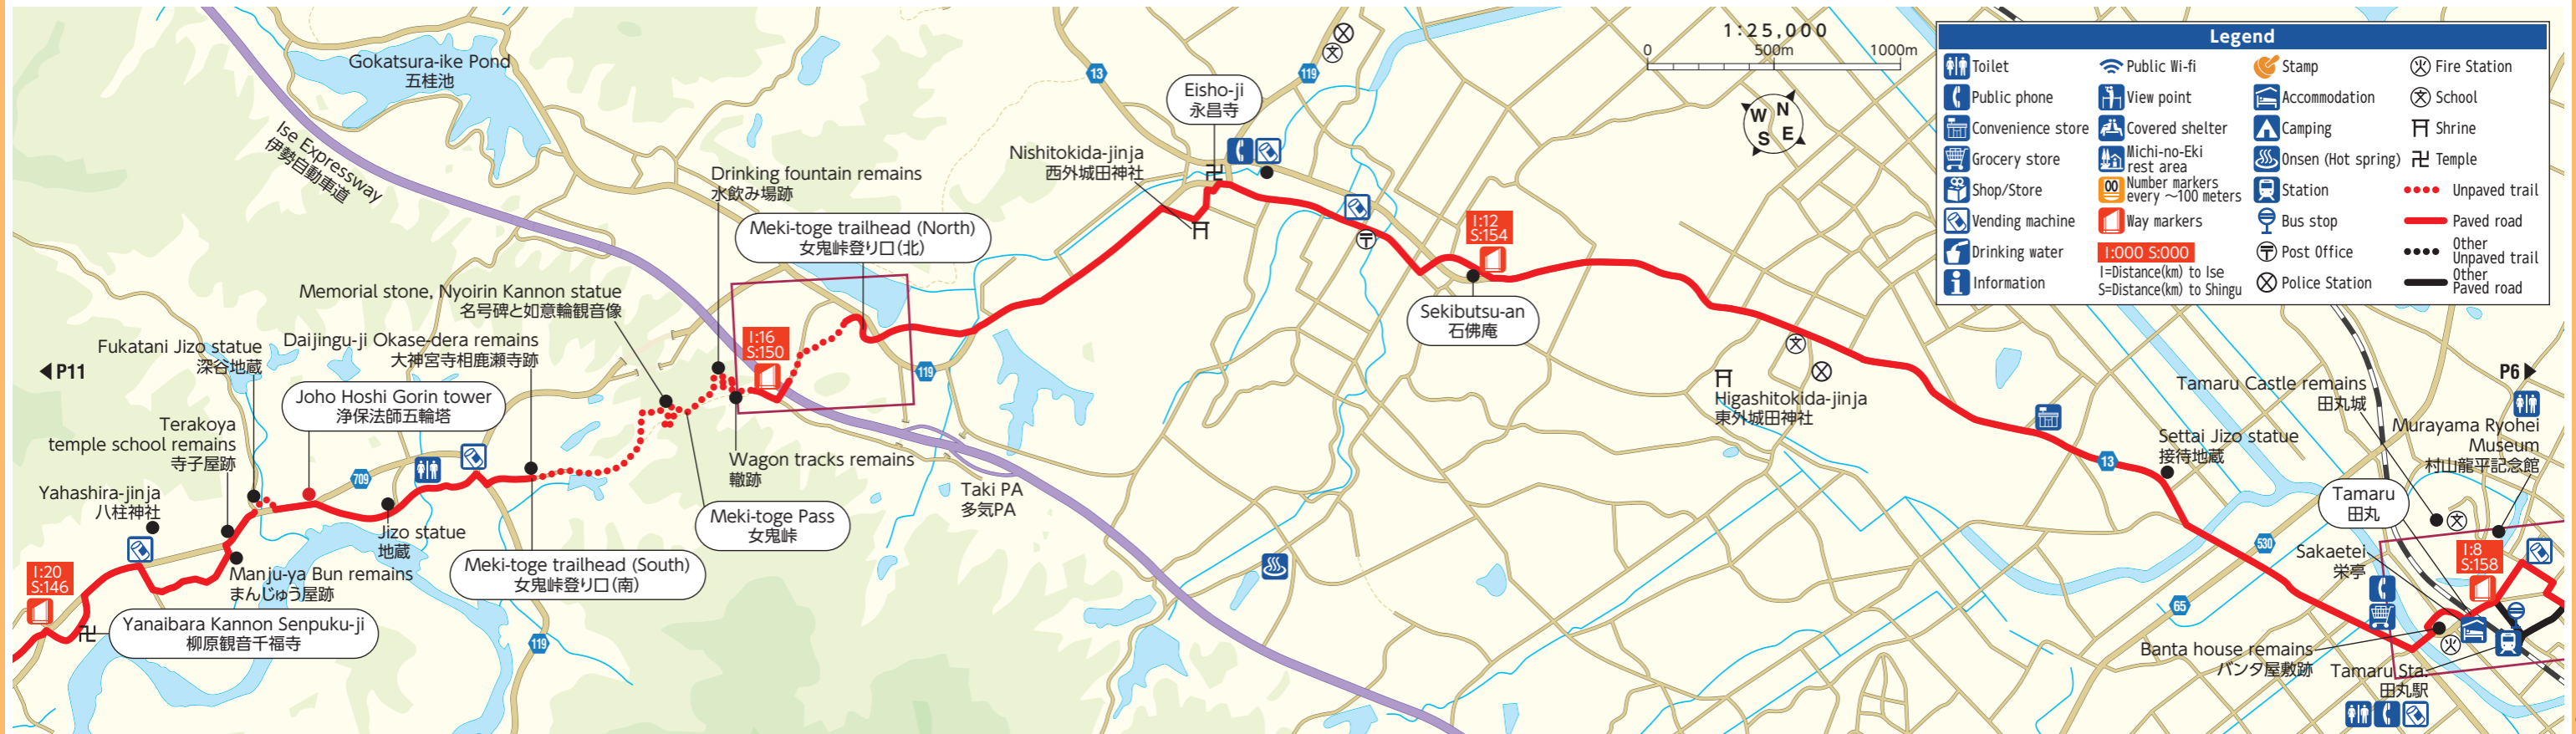 Gokatsura-ike Pond
五桂池
Ise Expressway
伊勢自動車道
13
119
Eisho-ji
永昌寺
Nishitokida-jinja
西外城田神社
Drinking fountain remains
水飲み場跡
Meki-toge trailhead (North)
女鬼峠登り口(北)
Memorial stone, Nyoirin Kannon statue
名号碑と如意輪観音像
Daijingu-ji Okase-dera remains
大神宮寺相鹿瀬寺跡
Fukatani Jizo statue
深谷地蔵
◀P11
Joho Hoshi Gorin tower
浄保法師五輪塔
Terakoya
temple school remains
寺子屋跡
Yahashira-jinja
八柱神社
709
Jizo statue
地蔵
Manju-ya Bun remains
まんじゅう屋跡
I:20
S:146
Yanaibara Kannon Senpuku-ji
柳原観音千福寺
Meki-toge trailhead (South)
女鬼峠登り口(南)
119
Meki-toge Pass
女鬼峠
Wagon tracks remains
轍跡
I:16
S:150
119
Taki PA
多気PA
I:12
S:154
Sekibutsu-an
石佛庵
1:25,000
0
500m
1000m
W
N
S
E
Higashitokida-jinja
東外城田神社
13
Settai Jizo statue
接待地蔵
530
65
Tamaru Castle remains
田丸城
P6▶
Murayama Ryohei
Museum
村山龍平記念館
Tamaru
田丸
Sakaetei
栄亭
I:8
S:158
Banta house remains
バンタ屋敷跡
Tamaru Sta.
田丸駅
Legend
Toilet
Public phone
Convenience store
Grocery store
Shop/Store
Vending machine
Drinking water
Information
Public Wi-fi
View point
Covered shelter
Michi-no-Eki
rest area
00
Number markers
every ～100 meters
Way markers
I:000 S:000
I=Distance(km) to Ise
S=Distance(km) to Shingu
Stamp
Accommodation
Camping
Onsen (Hot spring)
Station
Bus stop
Post Office
Police Station
Fire Station
School
Shrine
Temple
Unpaved trail
Paved road
Other
Unpaved trail
Other
Paved road